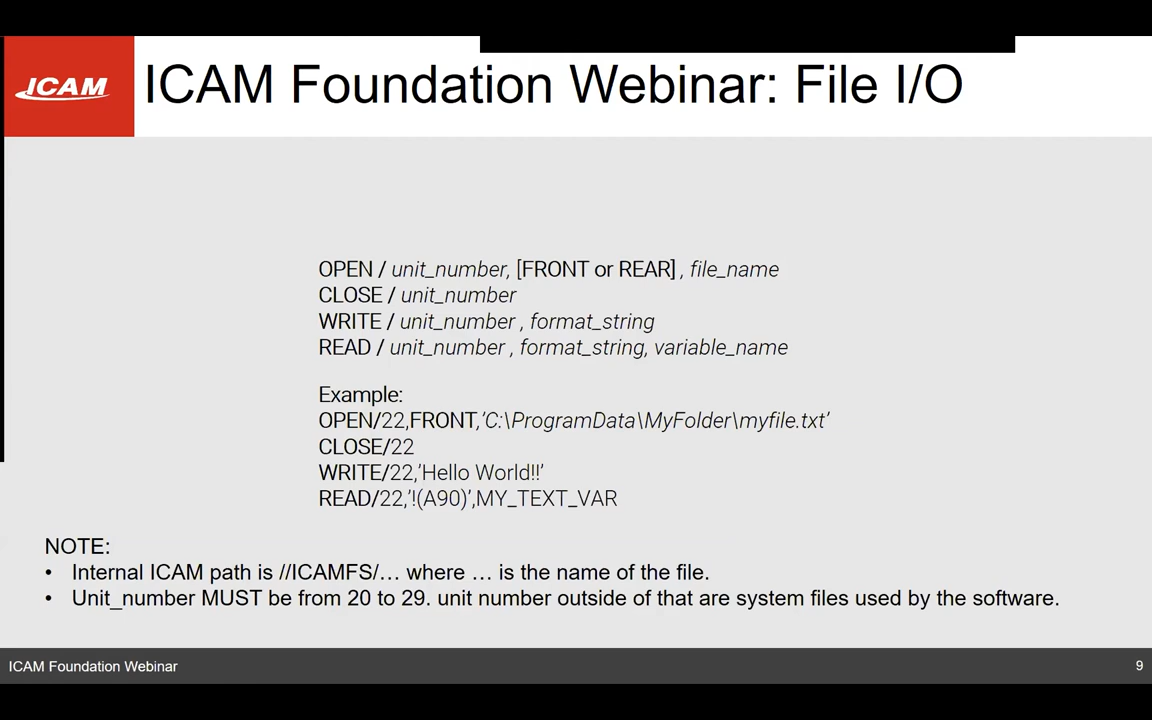 ICAM
ICAM Foundation Webinar: File I/O
OPEN / unit_number, [FRONT or REAR] , file_name
CLOSE / unit_number
WRITE / unit_number , format_string
READ / unit_number , format_string, variable_name
Example:
OPEN/22,FRONT,'C:\ProgramData\MyFolder\myfile.txt'
CLOSE/22
WRITE/22,'Hello World!!'
READ/22,'!(A90)',MY_TEXT_VAR
NOTE:
• Internal ICAM path is //ICAMFS/… where … is the name of the file.
• Unit_number MUST be from 20 to 29. unit number outside of that are system files used by the software.
ICAM Foundation Webinar
9